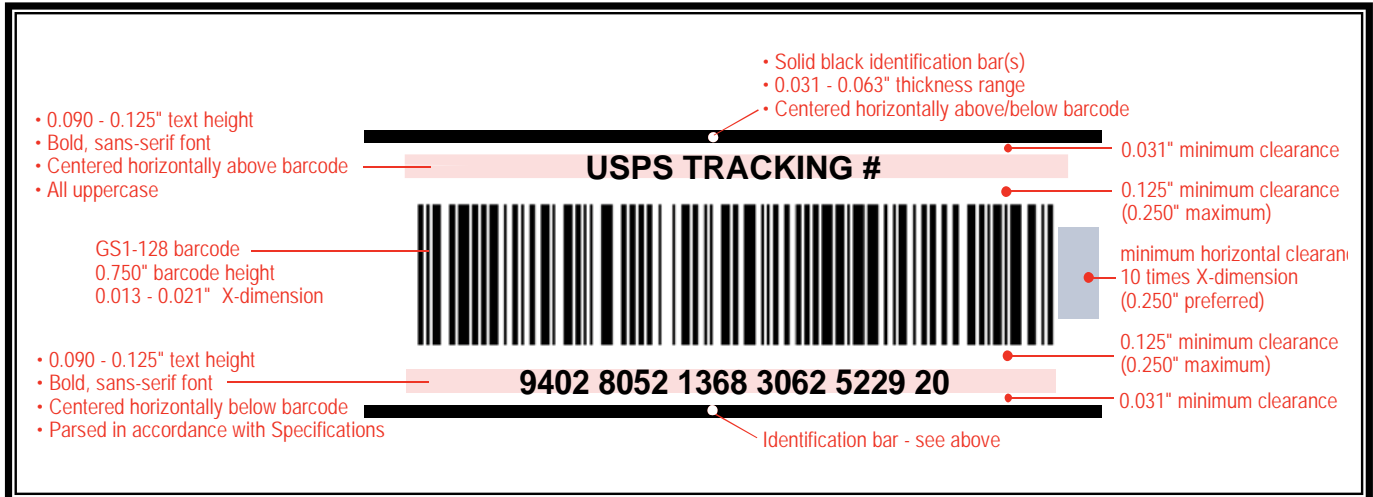 • Solid black identification bar(s)
• 0.031 - 0.063" thickness range
• Centered horizontally above/below barcode
• 0.090 - 0.125" text height
• Bold, sans-serif font
• Centered horizontally above barcode
• All uppercase
USPS TRACKING #
0.031" minimum clearance
0.125" minimum clearance
(0.250" maximum)
GS1-128 barcode
0.750" barcode height
0.013 - 0.021" X-dimension
minimum horizontal clearanc
10 times X-dimension
(0.250" preferred)
0.125" minimum clearance
(0.250" maximum)
• 0.090 - 0.125" text height
• Bold, sans-serif font
• Centered horizontally below barcode
• Parsed in accordance with Specifications
9402 8052 1368 3062 5229 20
0.031" minimum clearance
Identification bar - see above